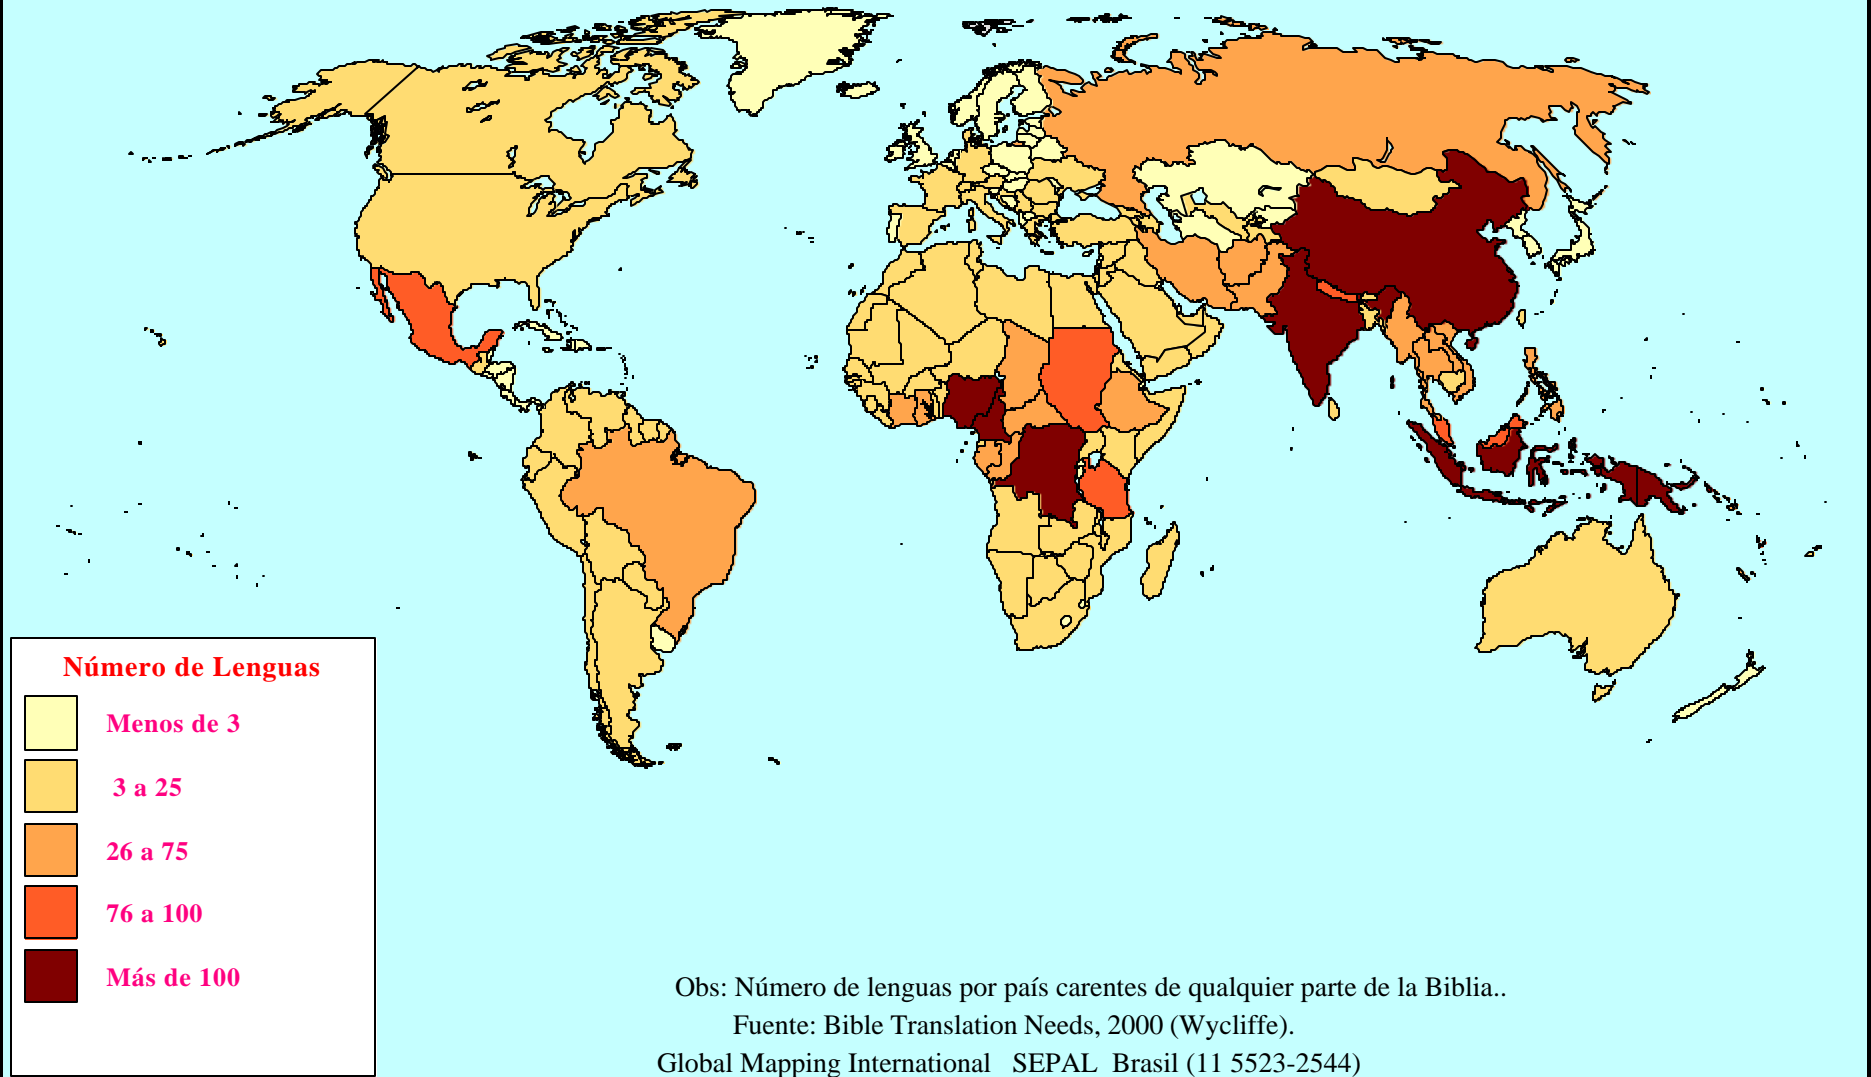 Número de Lenguas
Menos de 3
3 a 25
26 a 75
76 a 100
Más de 100
Obs: Número de lenguas por país carentes de qualquier parte de la Biblia..
Fuente: Bible Translation Needs, 2000 (Wycliffe).
Global Mapping International SEPAL Brasil (11 5523-2544)